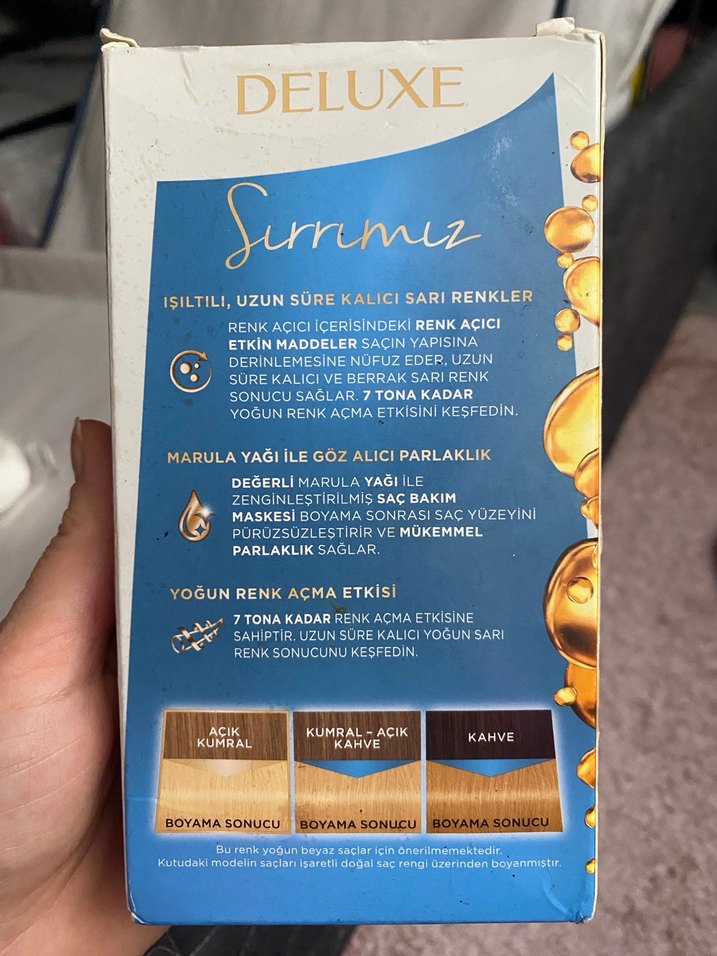 DELUXE
Sırrımız
IŞILTILI, UZUN SÜRE KALICI SARI RENKLER
RENK AÇICI İÇERİSİNDEKİ RENK AÇICI
ETKİN MADDELER SAÇIN YAPISINA
DERİNLEMESİNE NÜFUZ EDER, UZUN
SÜRE KALICI VE BERRAK SARI RENK
SONUCU SAĞLAR. 7 TONA KADAR
YOĞUN RENK AÇMA ETKİSİNİ KEŞFEDİN.
MARULA YAĞI İLE GÖZ ALICI PARLAKLIK
DEĞERLİ MARULA YAĞI İLE
ZENGİNLEŞTİRİLMİŞ SAÇ BAKIM
MASKESİ BOYAMA SONRASI SAÇ YÜZEYİNİ
PÜRÜZSÜZLEŞTİRİR VE MÜKEMMEL
PARLAKLIK SAĞLAR.
YOĞUN RENK AÇMA ETKİSİ
7 TONA KADAR RENK AÇMA ETKİSİNE
SAHİPTİR. UZUN SÜRE KALICI YOĞUN SARI
RENK SONUCUNU KEŞFEDİN.
AÇIK
KUMRAL
BOYAMA SONUCU
KUMRAL – AÇIK
KAHVE
BOYAMA SONUCU
KAHVE
BOYAMA SONUCU
Bu renk yoğun beyaz saçlar için önerilmemektedir.
Kutudaki modelin saçları işaretli doğal saç rengi üzerinden boyanmıştır.